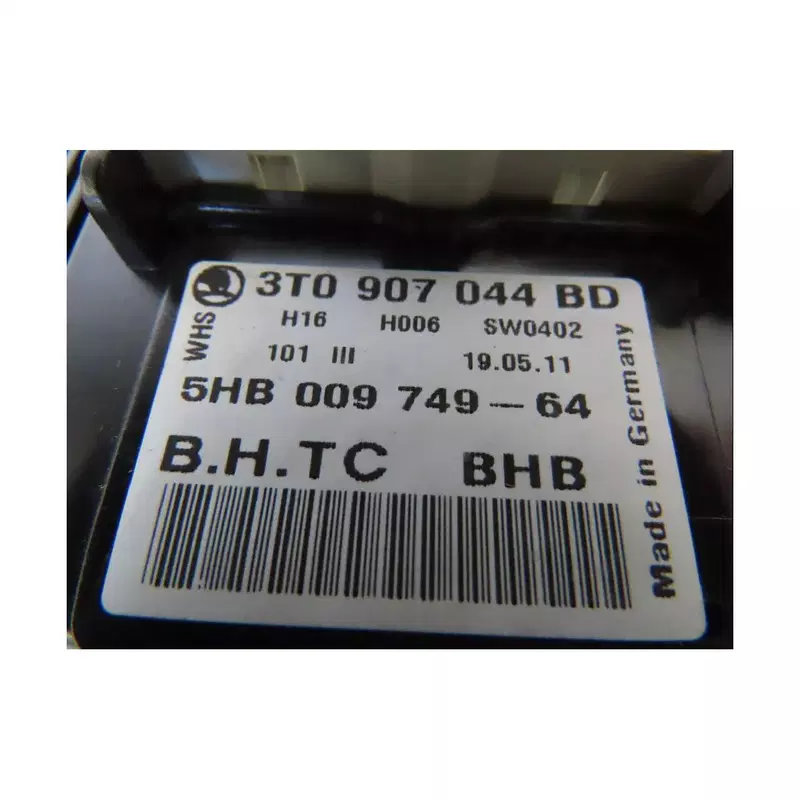 3T0 907 044 BD
WHS
H16 H006 SW0402
101 III 19.05.11
5HB 009 749-64
B.H.TC BHB
Made in Germany